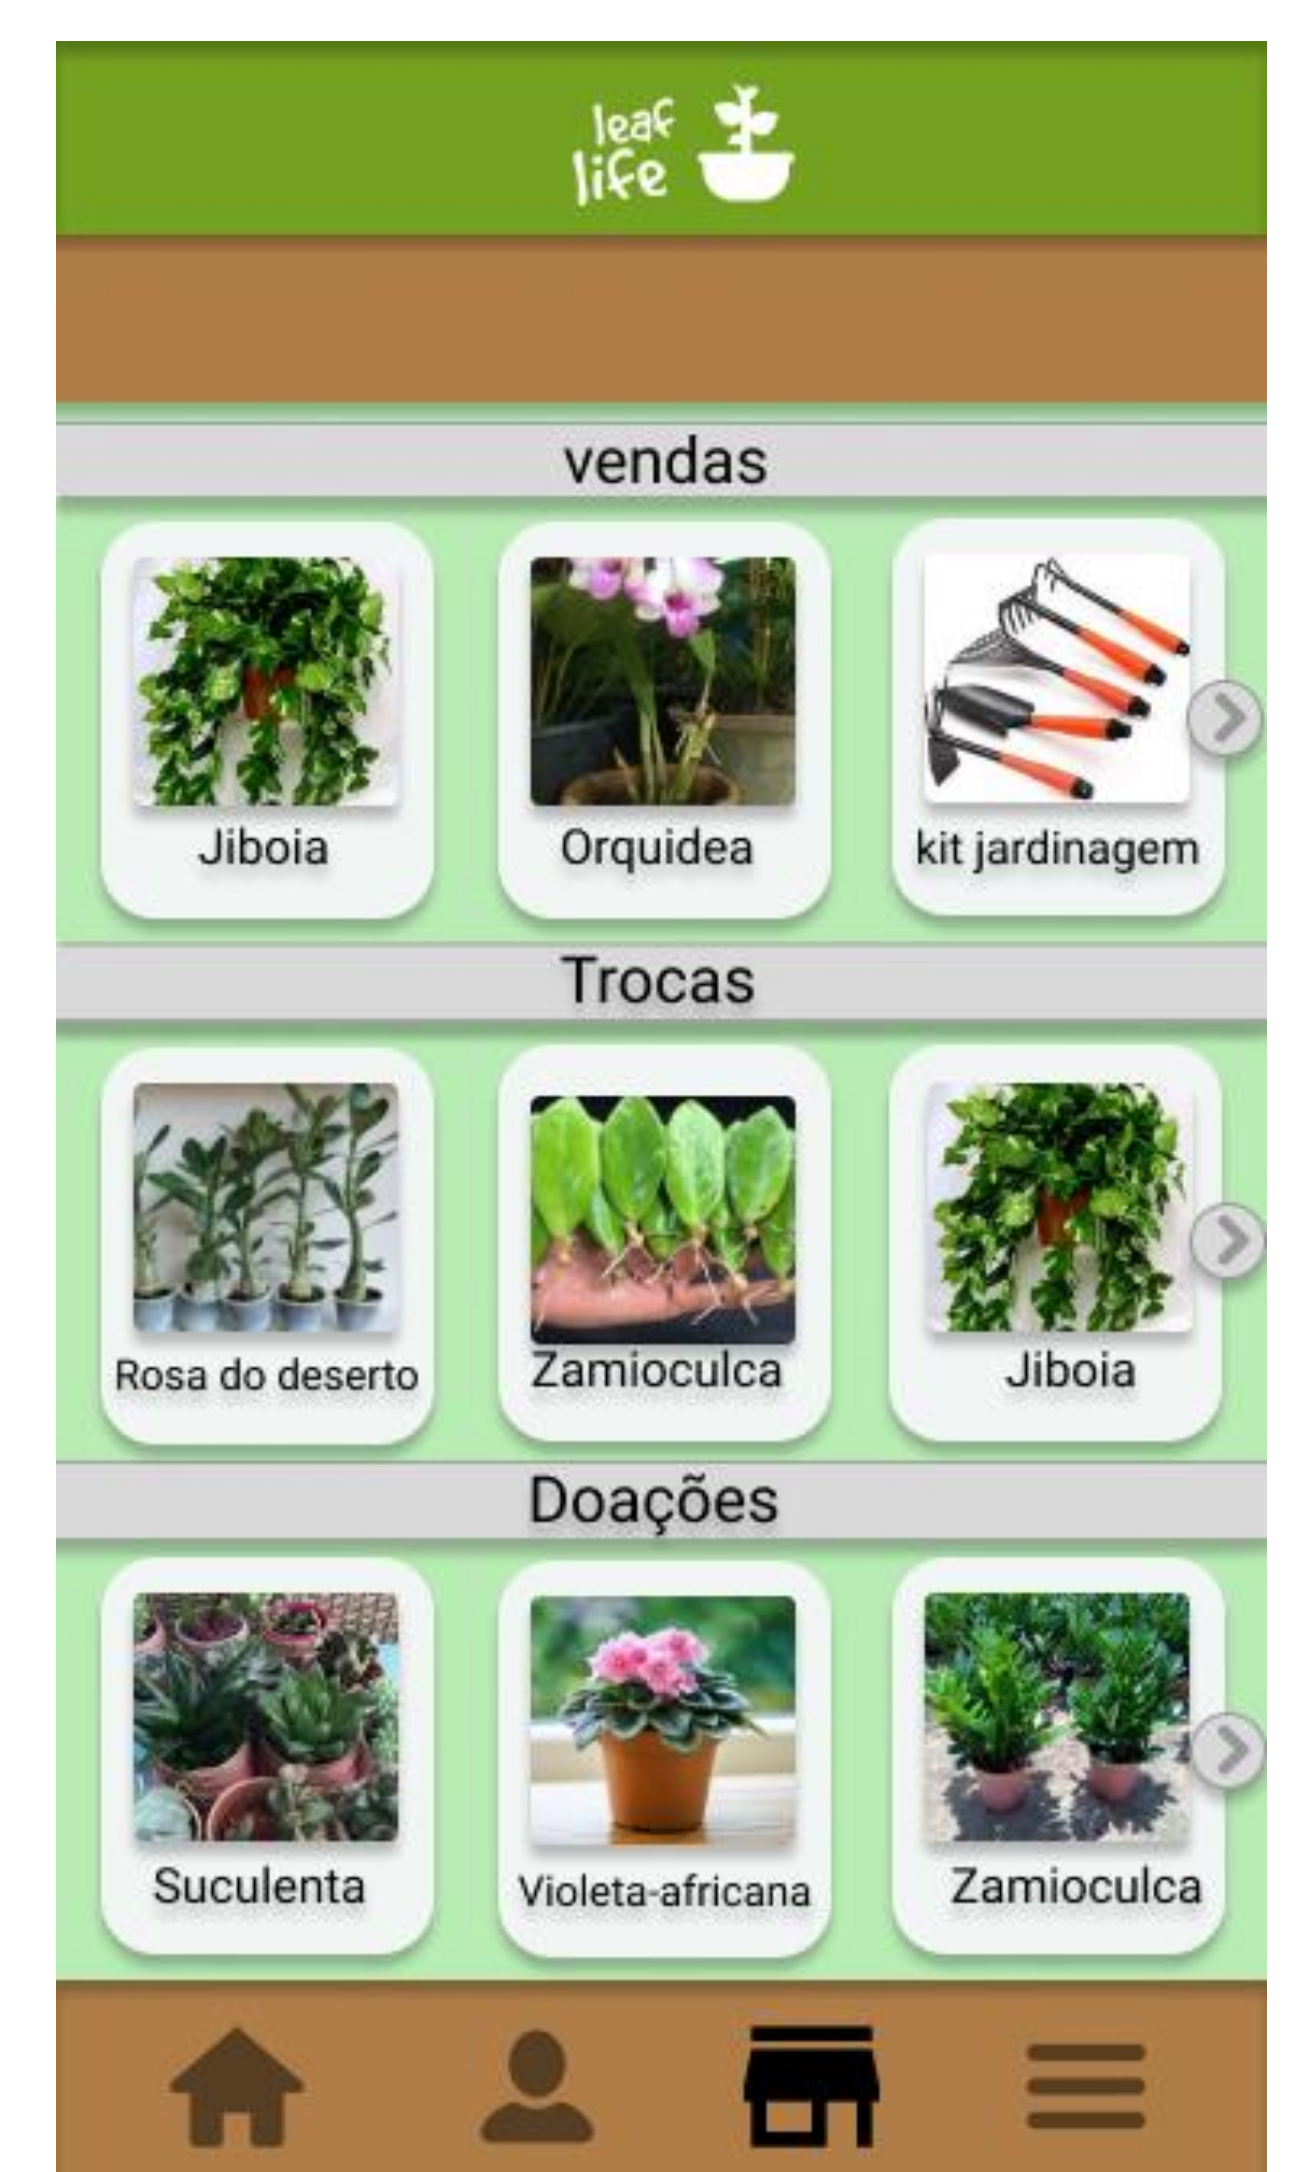 leaf
life
vendas
Jiboia
Orquidea
kit jardinagem
Trocas
Rosa do deserto
Zamioculca
Jiboia
Doações
Suculenta
Violeta-africana
Zamioculca